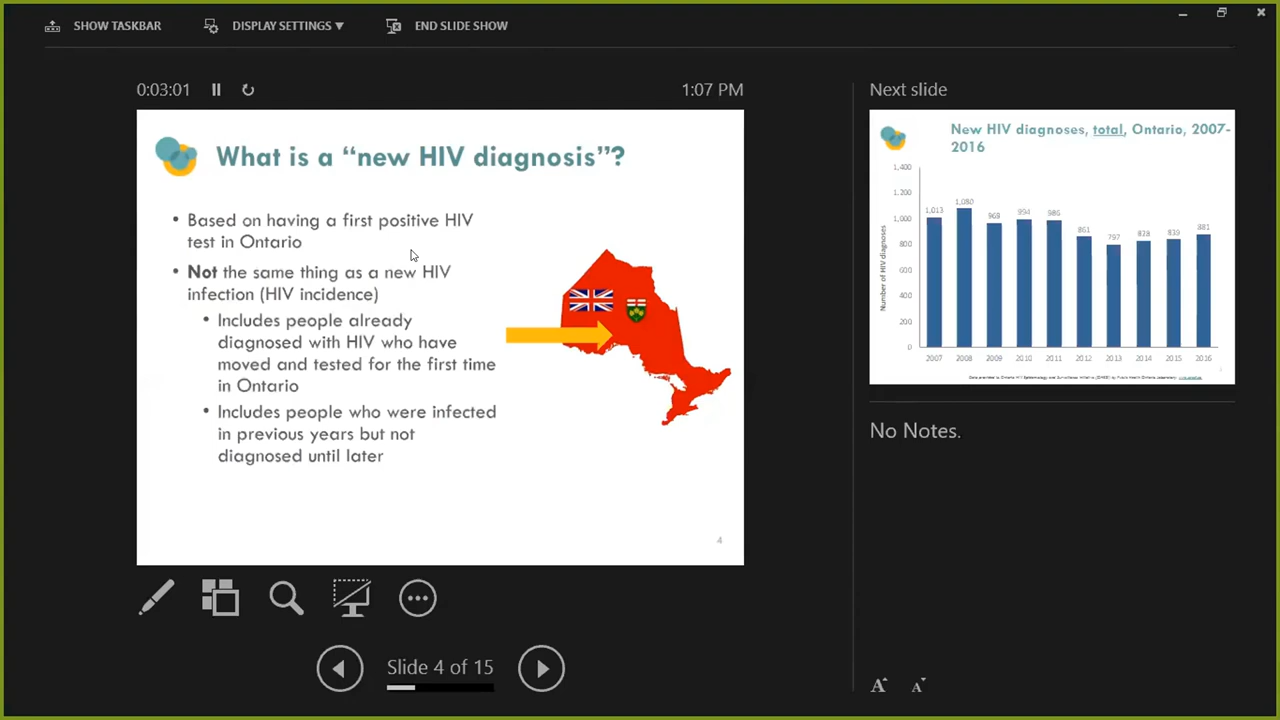 SHOW TASKBAR
DISPLAY SETTINGS ▼
END SLIDE SHOW
0:03:01
1:07 PM
What is a “new HIV diagnosis”?
• Based on having a first positive HIV
test in Ontario
• Not the same thing as a new HIV
infection (HIV incidence)
• Includes people already
diagnosed with HIV who have
moved and tested for the first time
in Ontario
• Includes people who were infected
in previous years but not
diagnosed until later
4
Next slide
New HIV diagnoses, total, Ontario, 2007-
2016
Number of HIV diagnoses
1,400
1,200
1,000
800
600
400
200
0
1,013
1,080
969
994
986
861
797
828
839
881
2007
2008
2009
2010
2011
2012
2013
2014
2015
2016
No Notes.
Slide 4 of 15
A A